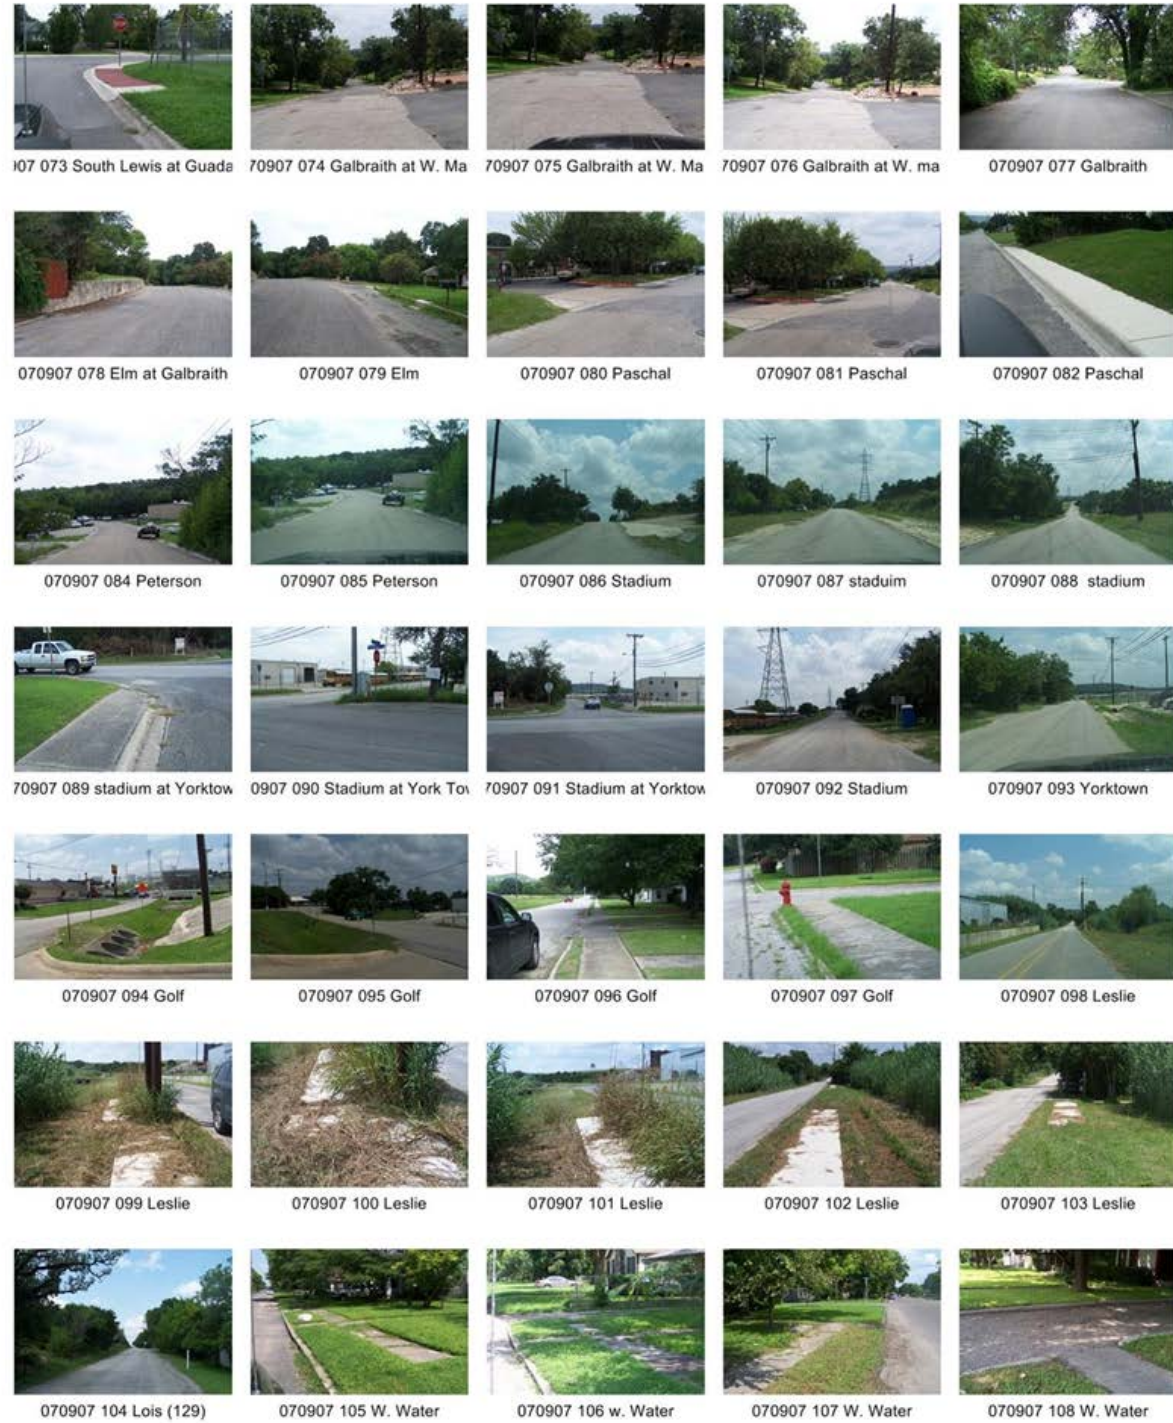 907 073 South Lewis at Guada
70907 074 Galbraith at W. Ma
70907 075 Galbraith at W. Ma
70907 076 Galbraith at W. ma
070907 077 Galbraith
070907 078 Elm at Galbraith
070907 079 Elm
070907 080 Paschal
070907 081 Paschal
070907 082 Paschal
070907 084 Peterson
070907 085 Peterson
070907 086 Stadium
070907 087 staduim
070907 088 stadium
70907 089 stadium at Yorktow
0907 090 Stadium at York Tov
70907 091 Stadium at Yorktow
070907 092 Stadium
070907 093 Yorktown
070907 094 Golf
070907 095 Golf
070907 096 Golf
070907 097 Golf
070907 098 Leslie
070907 099 Leslie
070907 100 Leslie
070907 101 Leslie
070907 102 Leslie
070907 103 Leslie
070907 104 Lois (129)
070907 105 W. Water
070907 106 w. Water
070907 107 W. Water
070907 108 W. Water